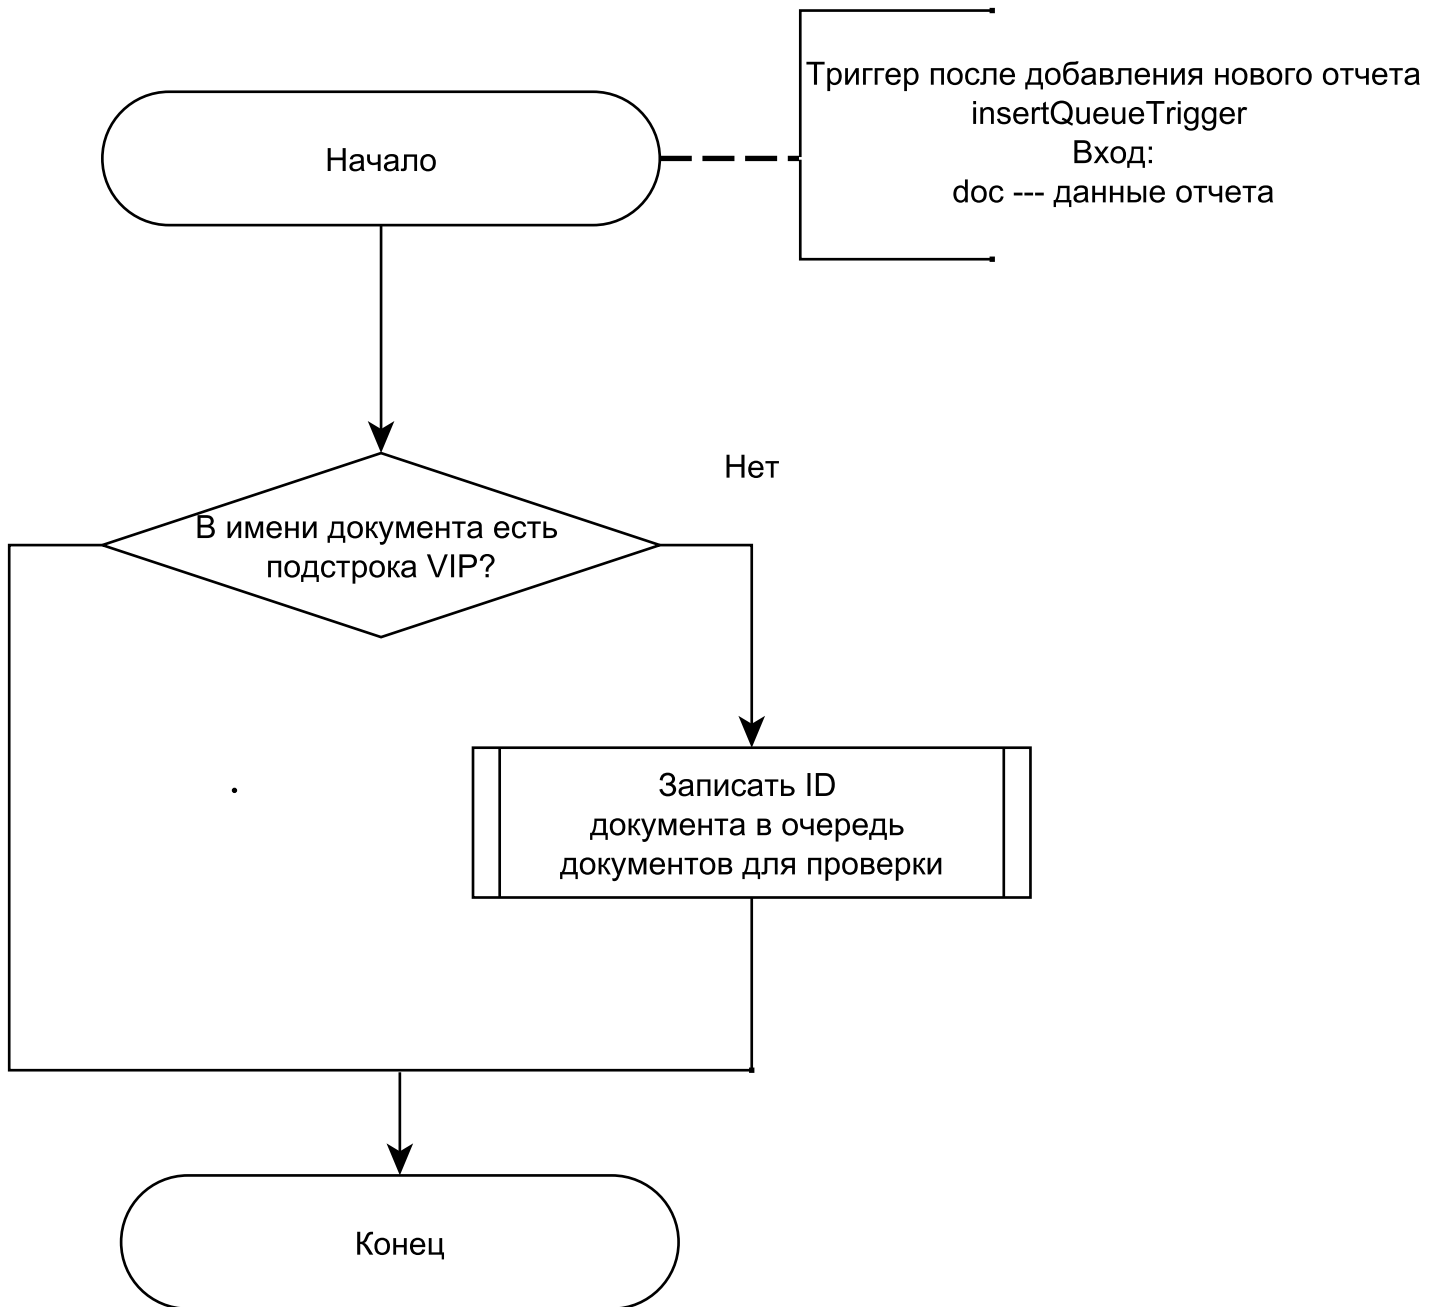 Триггер после добавления нового отчета
insertQueueTrigger
Вход:
doc --- данные отчета
Начало
Нет
В имени документа есть
подстрока VIP?
Записать ID
документа в очередь
документов для проверки
Конец